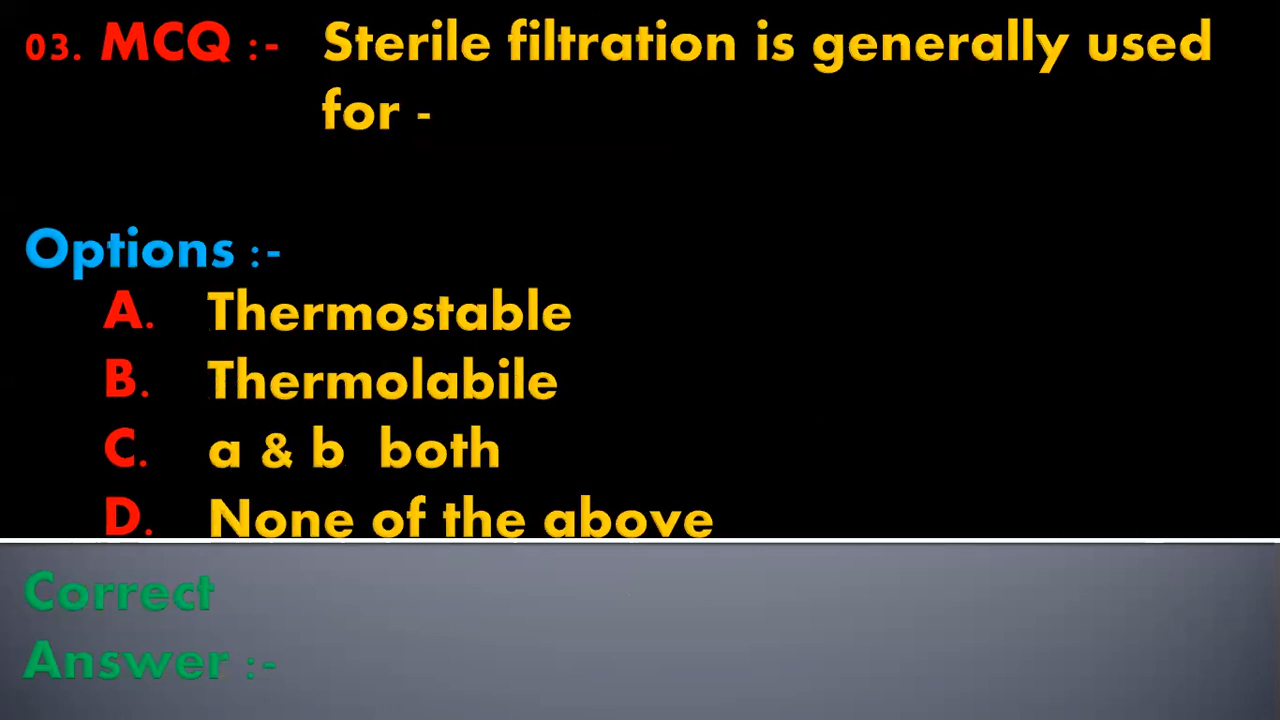 03. MCQ :- Sterile filtration is generally used
for -
Options :-
A. Thermostable
B. Thermolabile
C. a & b both
D. None of the above
Correct
Answer :-